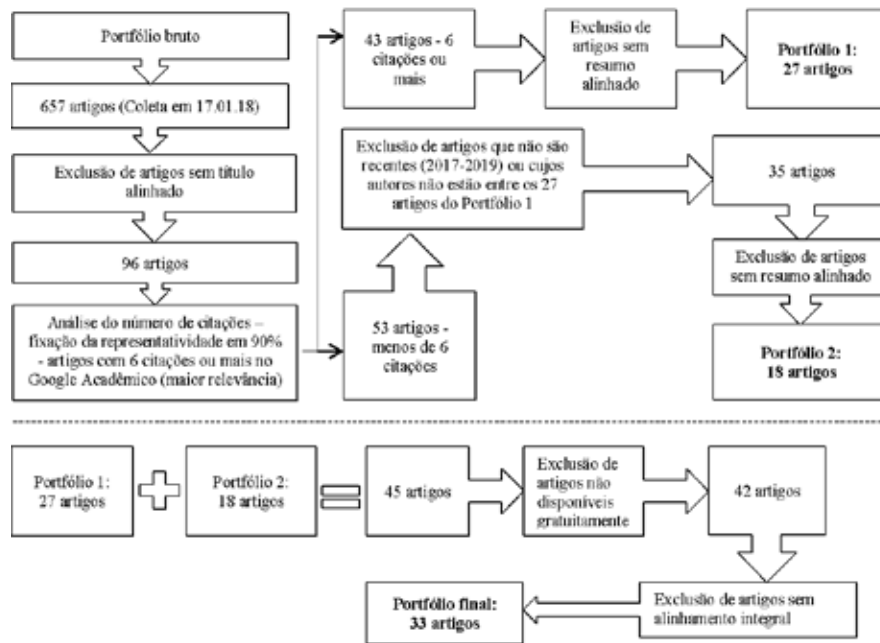 Portfólio bruto
657 artigos (Coleta em 17.01.18)
Exclusão de artigos sem título
alinhado
96 artigos
Análise do número de citações –
fixação da representatividade em 90%
- artigos com 6 citações ou mais no
Google Acadêmico (maior relevância)
43 artigos - 6
citações ou
mais
Exclusão de
artigos sem
resumo
alinhado
Portfólio 1:
27 artigos
53 artigos -
menos de 6
citações
Exclusão de artigos que não são
recentes (2017-2019) ou cujos
autores não estão entre os 27
artigos do Portfólio 1
35 artigos
Exclusão de artigos
sem resumo alinhado
Portfólio 2:
18 artigos
Portfólio 1:
27 artigos
Portfólio 2:
18 artigos
45 artigos
Exclusão de
artigos não
disponíveis
gratuitamente
42 artigos
Exclusão de artigos sem
alinhamento integral
Portfólio final:
33 artigos